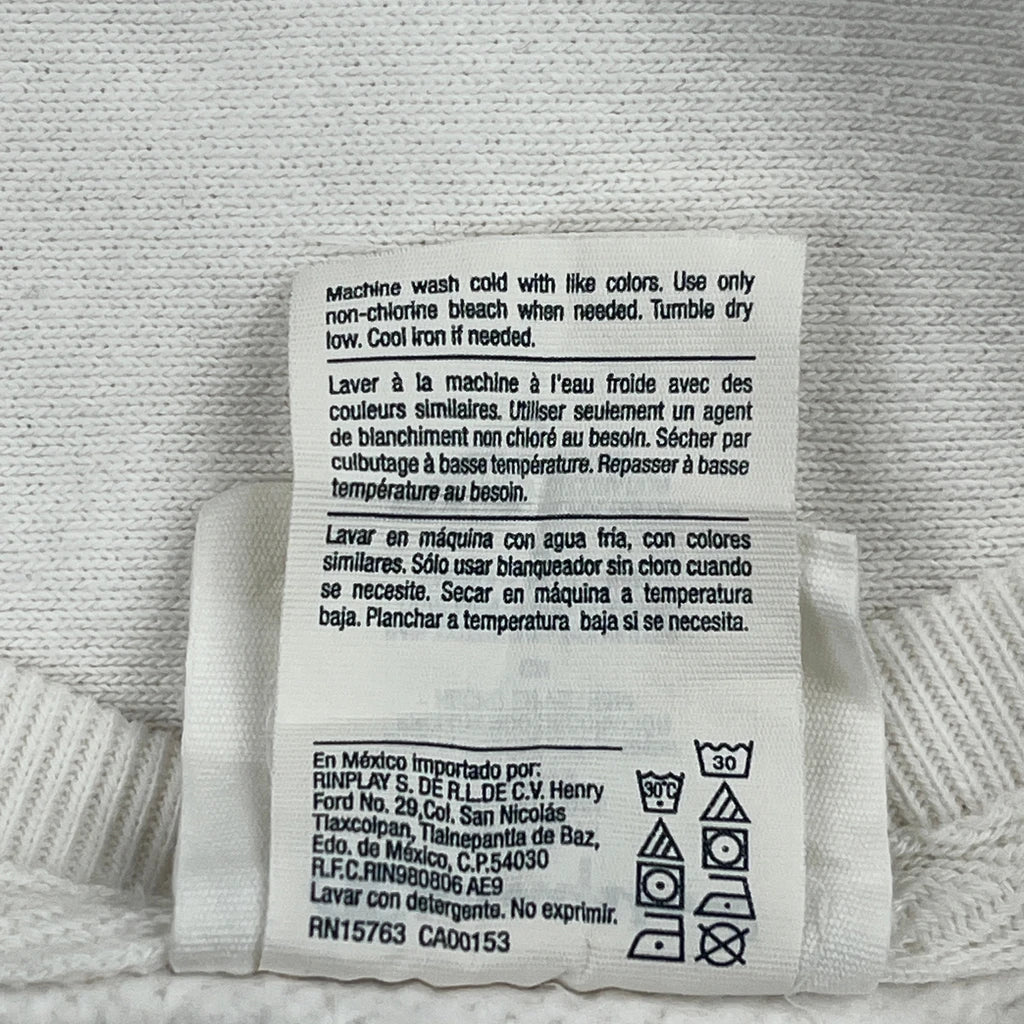 Machine wash cold with like colors. Use only
non-chlorine bleach when needed. Tumble dry
low. Cool iron if needed.
Laver à la machine à l'eau froide avec des
couleurs similaires. Utiliser seulement un agent
de blanchiment non chloré au besoin. Sécher par
culbutage à basse température. Repasser à basse
température au besoin.
Lavar en máquina con agua fría, con colores
similares. Sólo usar blanqueador sin cloro cuando
se necesite. Secar en máquina a temperatura
baja. Planchar a temperatura baja si se necesita.
En México importado por:
RINPLAY S. DE R.L.DE C.V. Henry
Ford No. 29,Col. San Nicolás
Tlaxcolpan, Tlalnepantla de Baz,
Edo. de México, C.P.54030
R.F.C.RIN980806 AE9
Lavar con detergente. No exprimir.
RN15763 CA00153
30°C
30